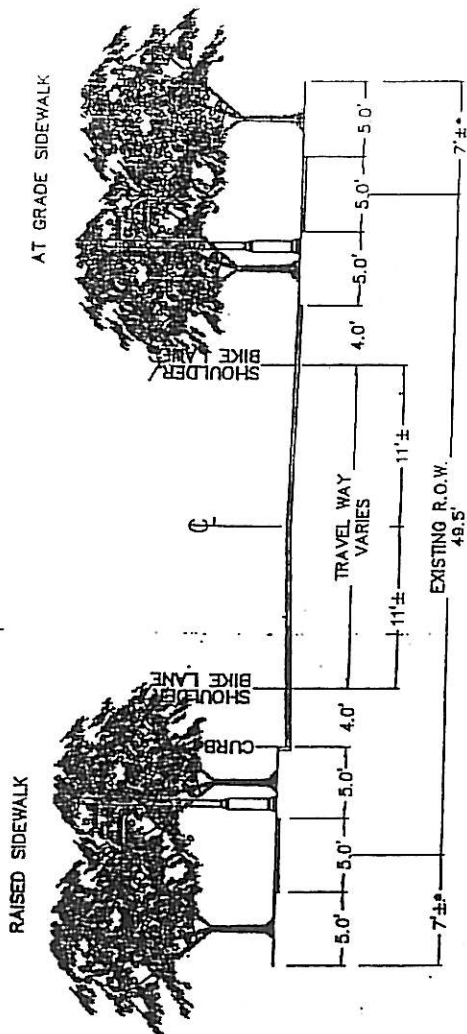 RAISED SIDEWALK
AT GRADE SIDEWALK
CURB
SHOULDER
BIKE LANE
℄
SHOULDER/
BIKE LANE
5.0'
5.0'
5.0'
4.0'
TRAVEL WAY
VARIES
4.0'
5.0'
5.0'
5.0'
11'±
11'±
7'±*
EXISTING R.O.W.
49.5'
7'±*